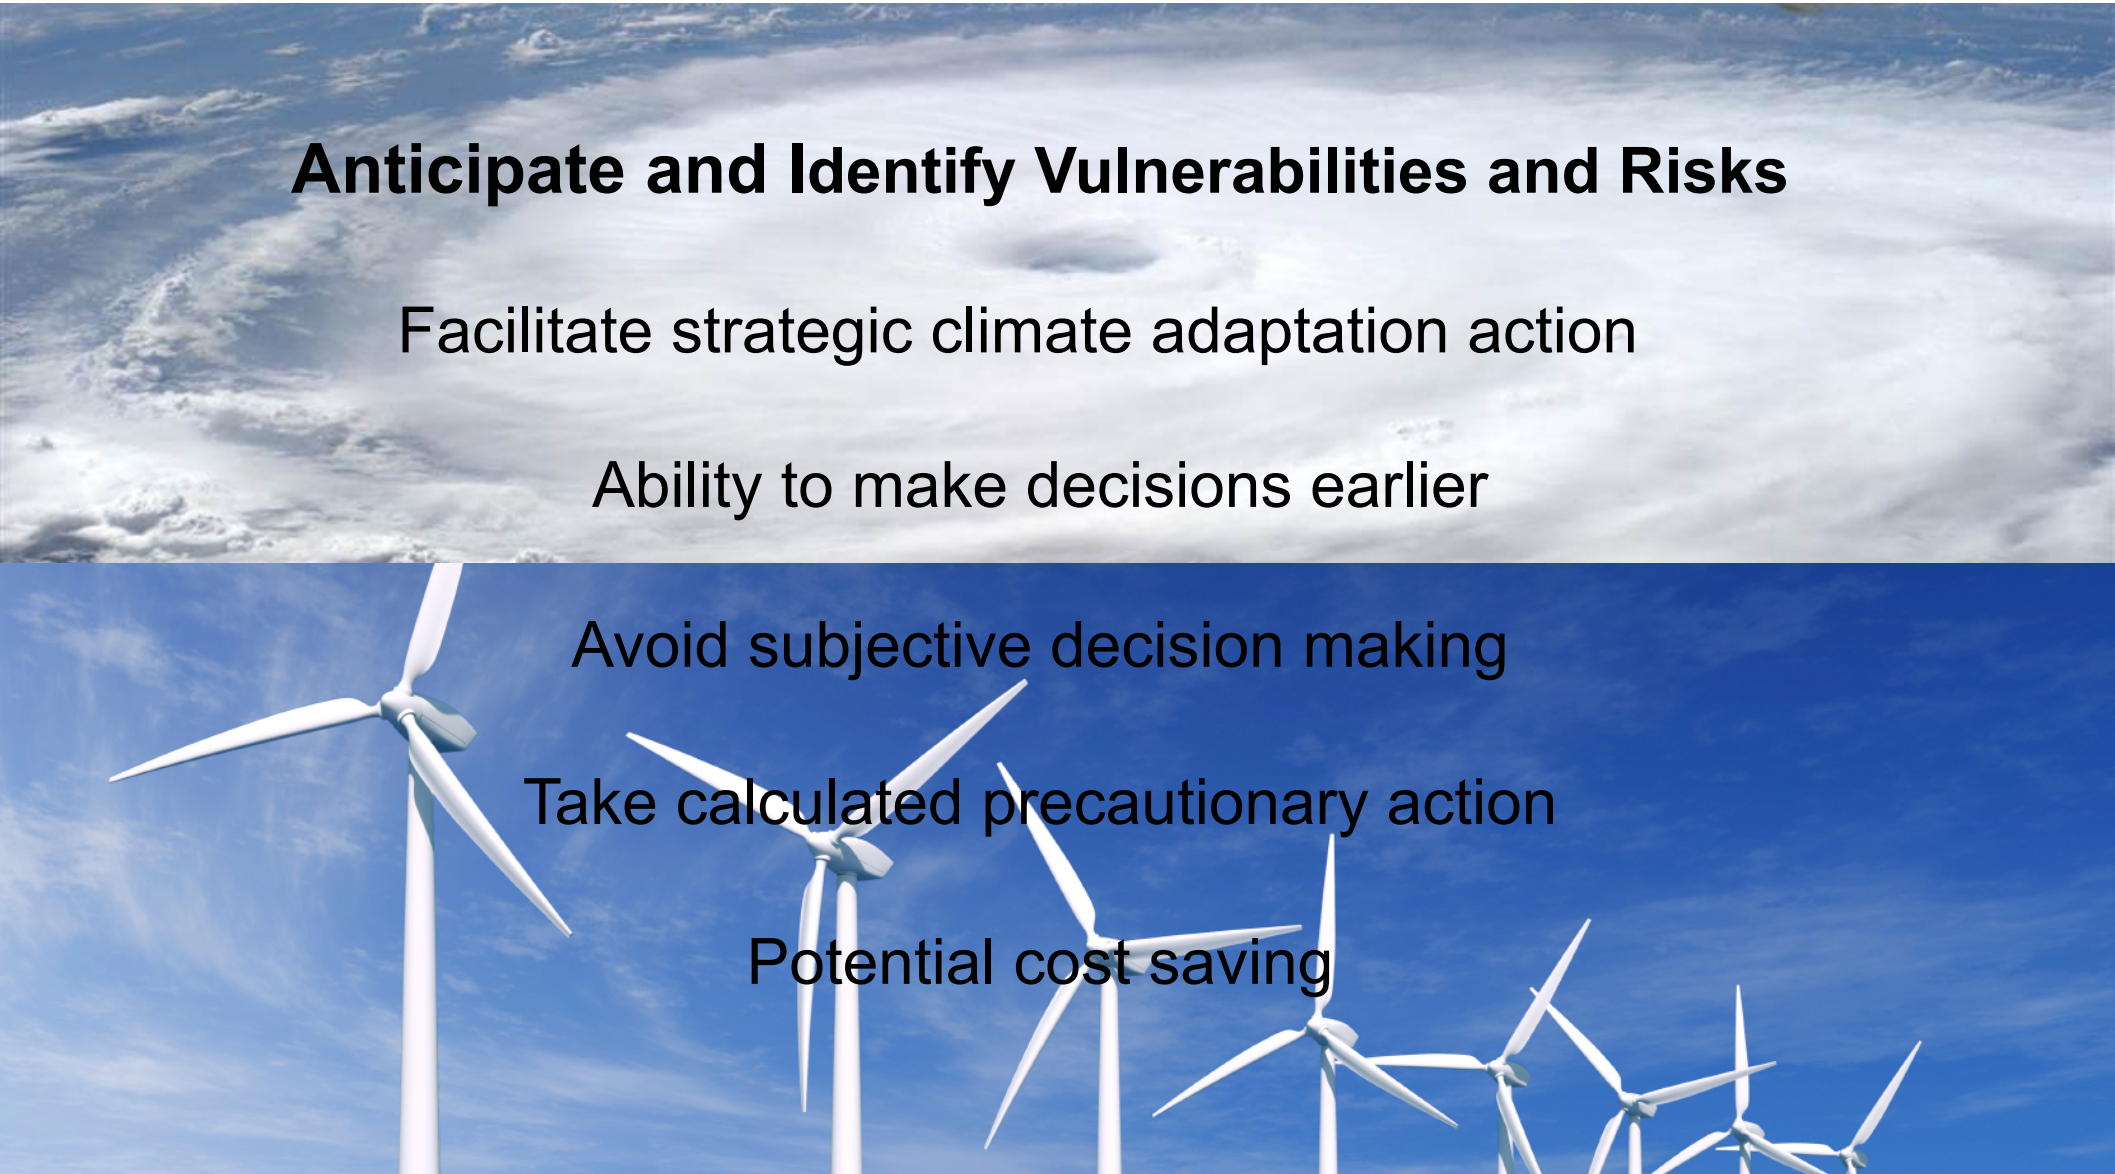 Anticipate and Identify Vulnerabilities and Risks
Facilitate strategic climate adaptation action
Ability to make decisions earlier
Avoid subjective decision making
Take calculated precautionary action
Potential cost saving